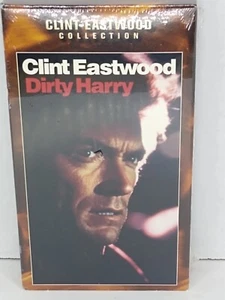 CLINT EASTWOOD
COLLECTION
Clint Eastwood
Dirty Harry